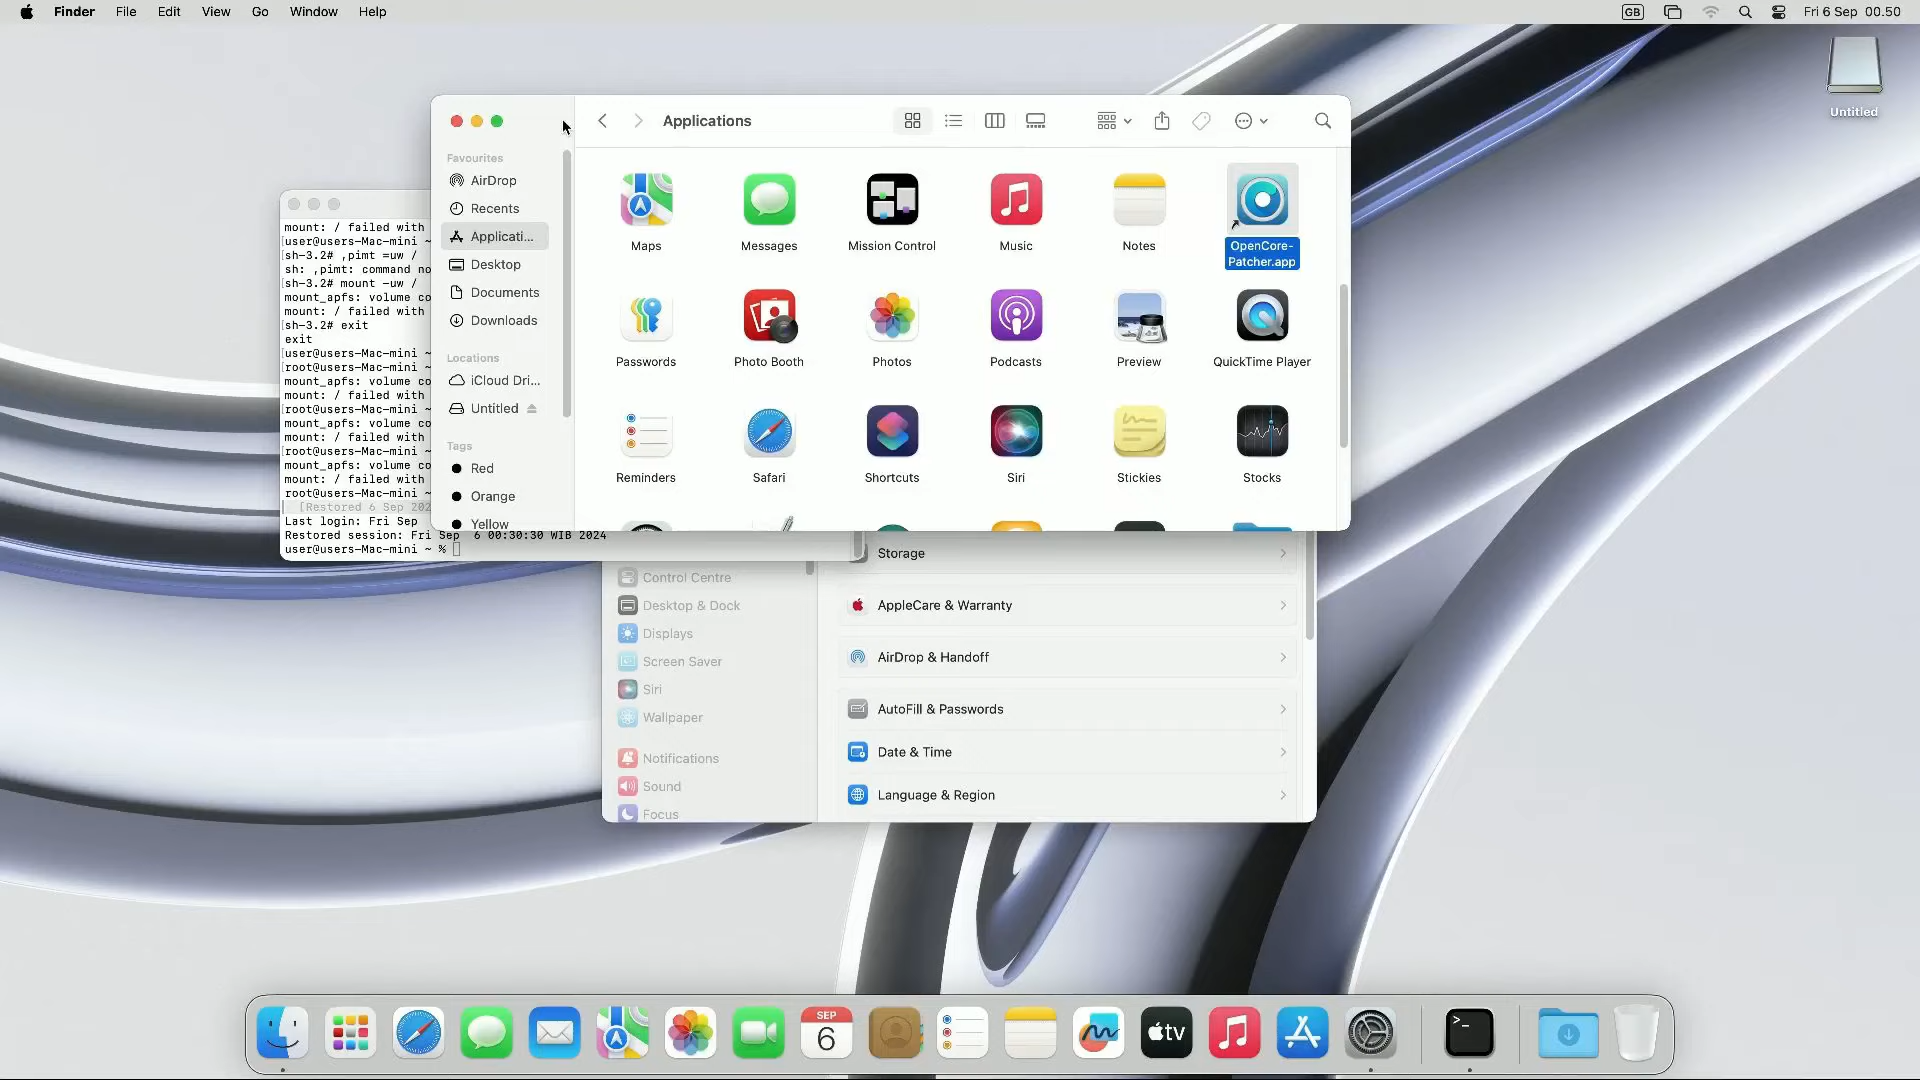 Finder File Edit View Go Window Help
GB Fri 6 Sep 00.50
Untitled
Applications
Favourites
AirDrop
Recents
Applicati...
Desktop
Documents
Downloads
Locations
iCloud Dri...
Untitled
Tags
Red
Orange
Yellow
Maps Messages Mission Control Music Notes OpenCore-
Patcher.app
Passwords Photo Booth Photos Podcasts Preview QuickTime Player
Reminders Safari Shortcuts Siri Stickies Stocks
mount: / failed with
[user@users-Mac-mini ~
[sh-3.2# ,pimt =uw /
sh: ,pimt: command no
[sh-3.2# mount -uw /
mount_apfs: volume co
mount: / failed with
[sh-3.2# exit
exit
[user@users-Mac-mini ~
[root@users-Mac-mini ~
mount_apfs: volume co
mount: / failed with
[root@users-Mac-mini ~
mount_apfs: volume co
mount: / failed with
[root@users-Mac-mini ~
mount_apfs: volume co
mount: / failed with
root@users-Mac-mini ~
[Restored 6 Sep 202
Last login: Fri Sep
Restored session: Fri Sep  6 00:30:30 WIB 2024
user@users-Mac-mini ~ %
Control Centre
Desktop & Dock
Displays
Screen Saver
Siri
Wallpaper
Notifications
Sound
Focus
Storage
AppleCare & Warranty
AirDrop & Handoff
AutoFill & Passwords
Date & Time
Language & Region
SEP
6
tv
>_